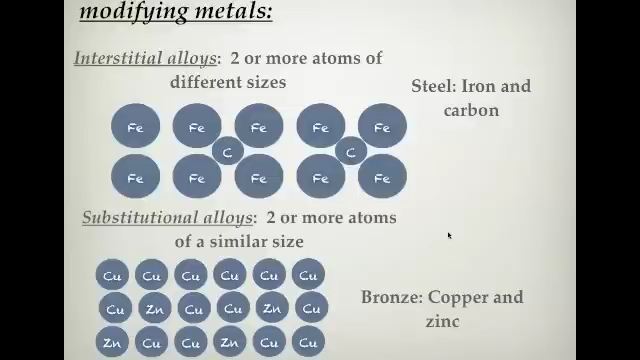 modifying metals:
Interstitial alloys: 2 or more atoms of
different sizes
Steel: Iron and
carbon
Fe Fe Fe Fe Fe
C C
Fe Fe Fe Fe Fe
Substitutional alloys: 2 or more atoms
of a similar size
Cu Cu Cu Cu Cu Cu
Cu Zn Cu Cu Zn Cu
Zn Cu Cu Zn Cu Cu
Bronze: Copper and
zinc